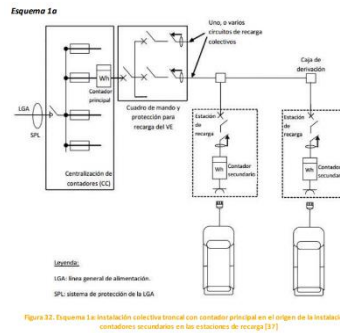 Esquema 1a
Uno, o varios
circuitos de recarga
colectivos
Caja de
derivación
Wh
Contador
principal
LGA
SPL
Cuadro de mando y
protección para
recarga del VE
Centralización de
contadores (CC)
Estación
de
recarga
Wh
Contador
secundario
Estación
de
recarga
Wh
Contador
secundario
Leyenda:
LGA: línea general de alimentación.
SPL: sistema de protección de la LGA
Figura 32. Esquema 1a: instalación colectiva troncal con contador principal en el origen de la instalación
contadores secundarios en las estaciones de recarga [37]